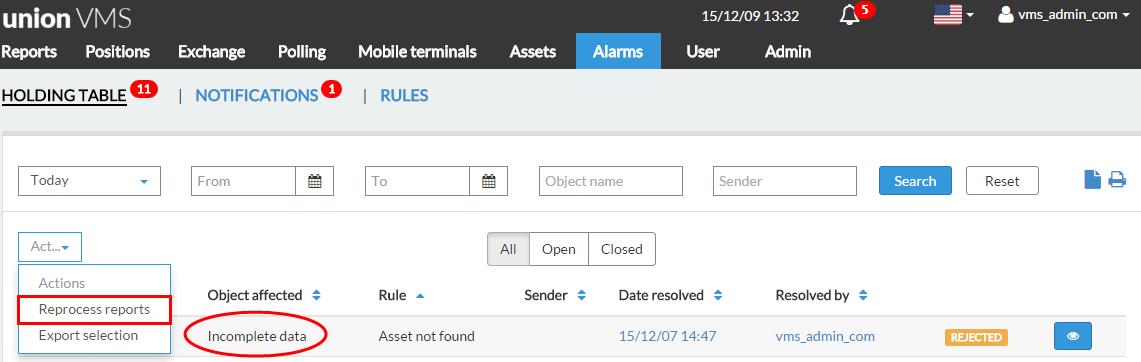 union VMS
15/12/09 13:32
5
vms_admin_com
Reports Positions Exchange Polling Mobile terminals Assets Alarms User Admin
HOLDING TABLE 11 | NOTIFICATIONS 1 | RULES
Today From To Object name Sender Search Reset
Act...
All Open Closed
Actions
Reprocess reports
Export selection
Object affected Rule Sender Date resolved Resolved by
Incomplete data Asset not found 15/12/07 14:47 vms_admin_com REJECTED